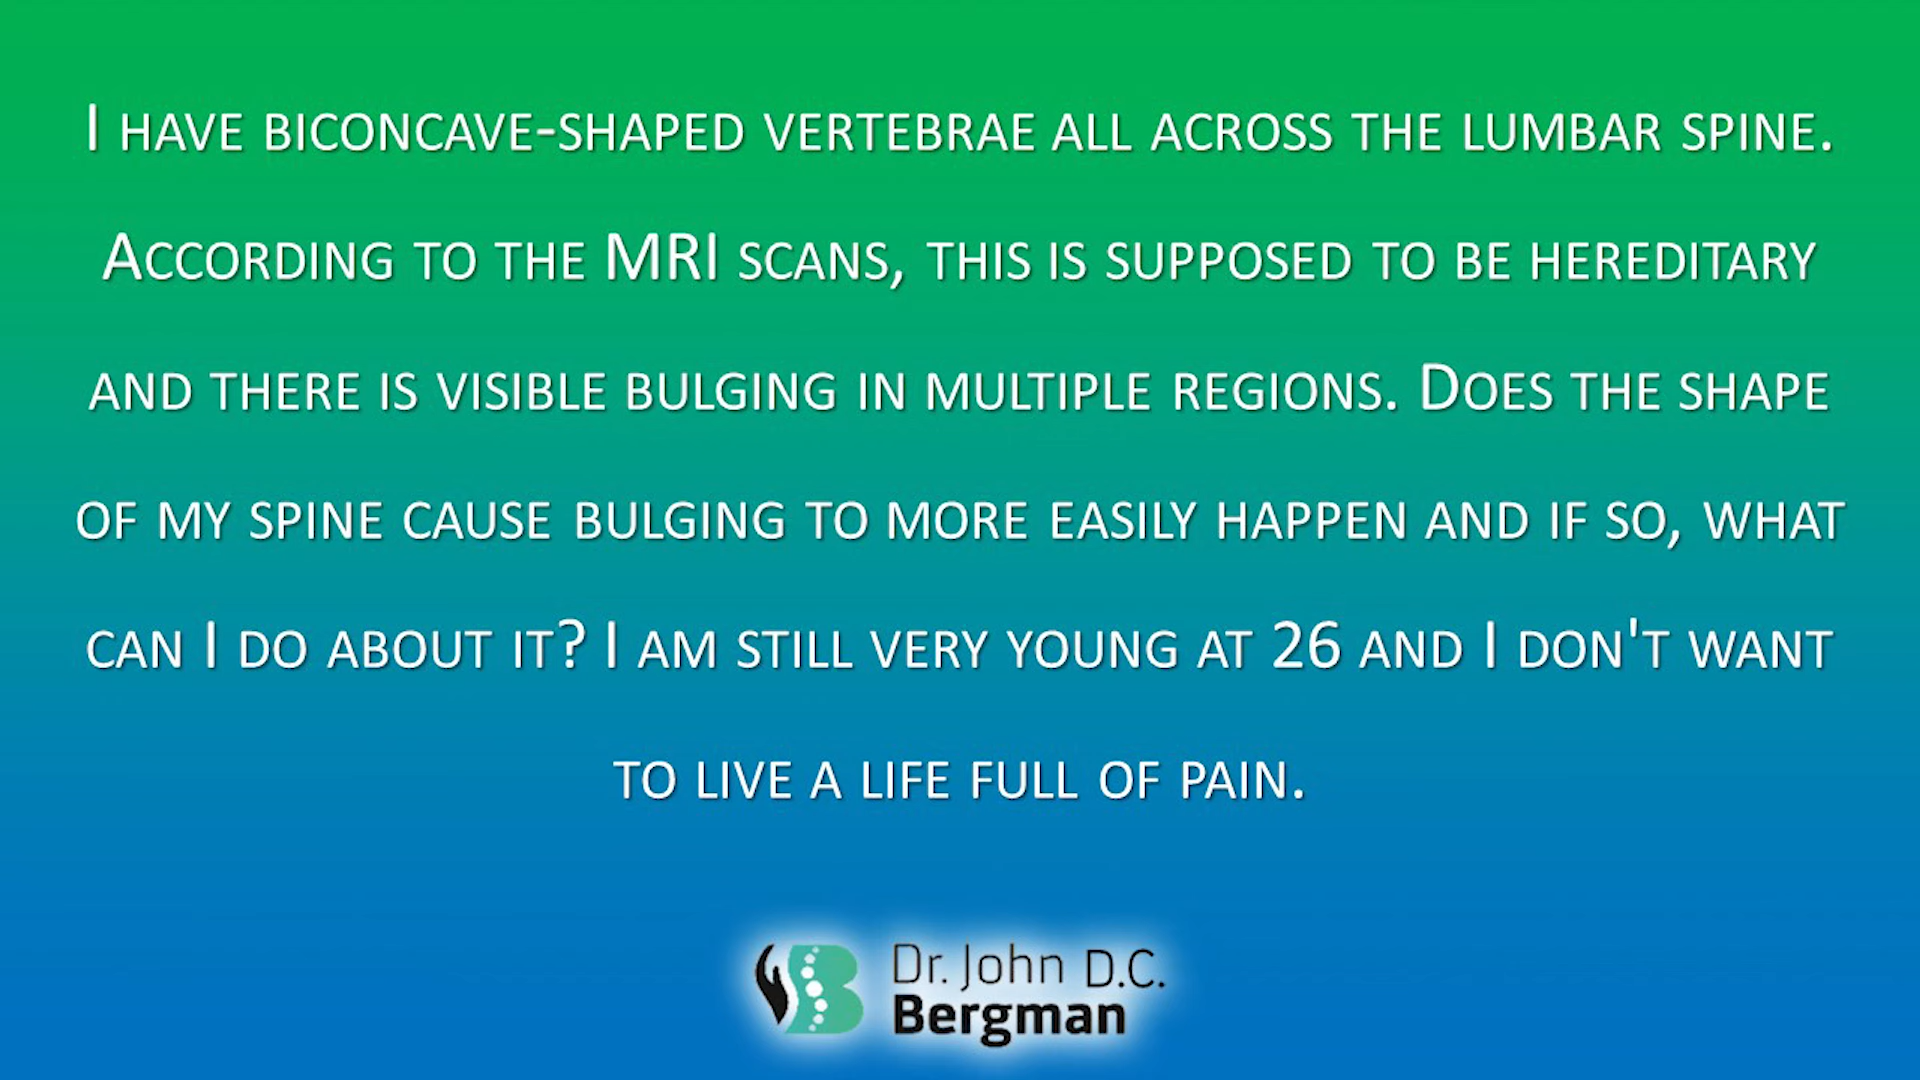 I HAVE BICONCAVE-SHAPED VERTEBRAE ALL ACROSS THE LUMBAR SPINE.
ACCORDING TO THE MRI SCANS, THIS IS SUPPOSED TO BE HEREDITARY
AND THERE IS VISIBLE BULGING IN MULTIPLE REGIONS. DOES THE SHAPE
OF MY SPINE CAUSE BULGING TO MORE EASILY HAPPEN AND IF SO, WHAT
CAN I DO ABOUT IT? I AM STILL VERY YOUNG AT 26 AND I DON'T WANT
TO LIVE A LIFE FULL OF PAIN.
Dr. John D.C.
Bergman